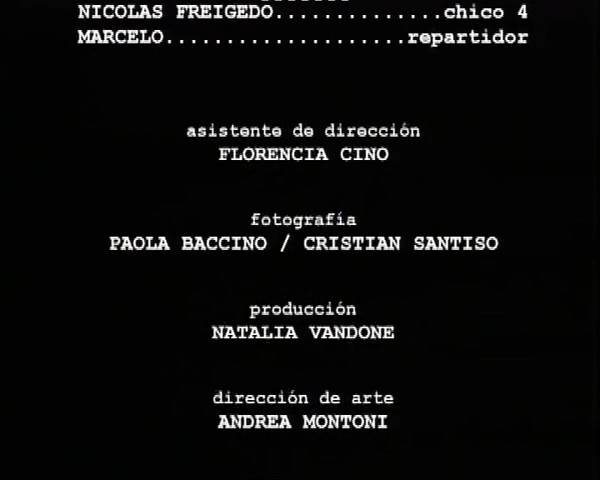 NICOLAS FREIGEDO..............chico 4
MARCELO....................repartidor
asistente de dirección
FLORENCIA CINO
fotografía
PAOLA BACCINO / CRISTIAN SANTISO
producción
NATALIA VANDONE
dirección de arte
ANDREA MONTONI